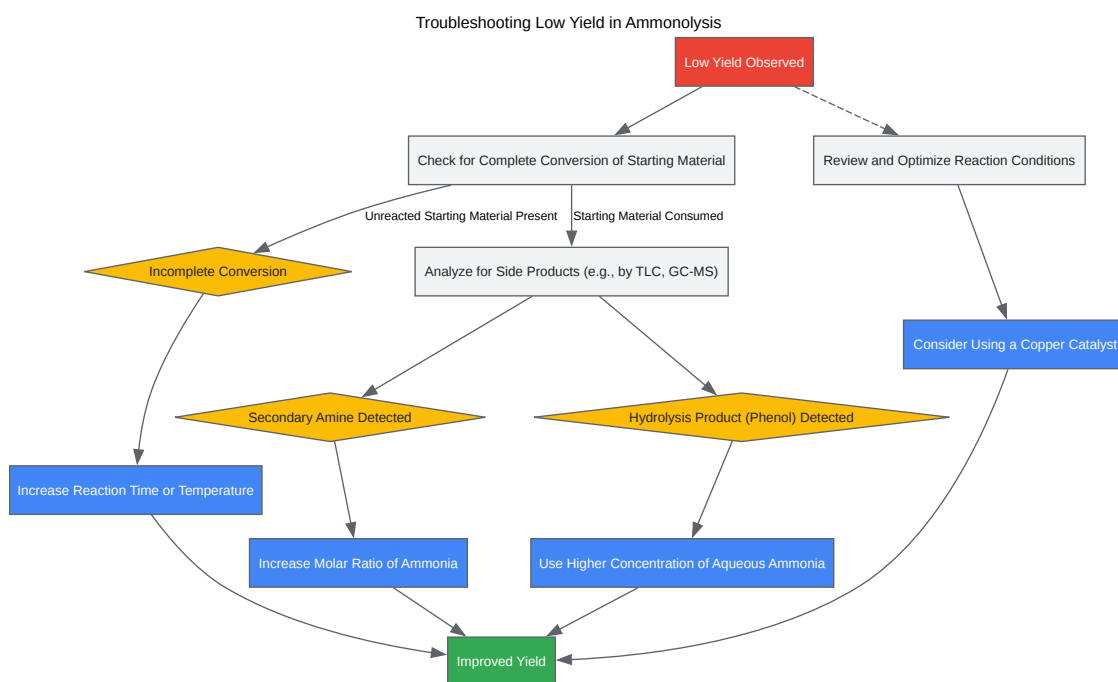 Troubleshooting Low Yield in Ammonolysis
Low Yield Observed
Check for Complete Conversion of Starting Material
Review and Optimize Reaction Conditions
Unreacted Starting Material Present
Starting Material Consumed
Incomplete Conversion
Analyze for Side Products (e.g., by TLC, GC-MS)
Consider Using a Copper Catalyst
Secondary Amine Detected
Hydrolysis Product (Phenol) Detected
Increase Reaction Time or Temperature
Increase Molar Ratio of Ammonia
Use Higher Concentration of Aqueous Ammonia
Improved Yield